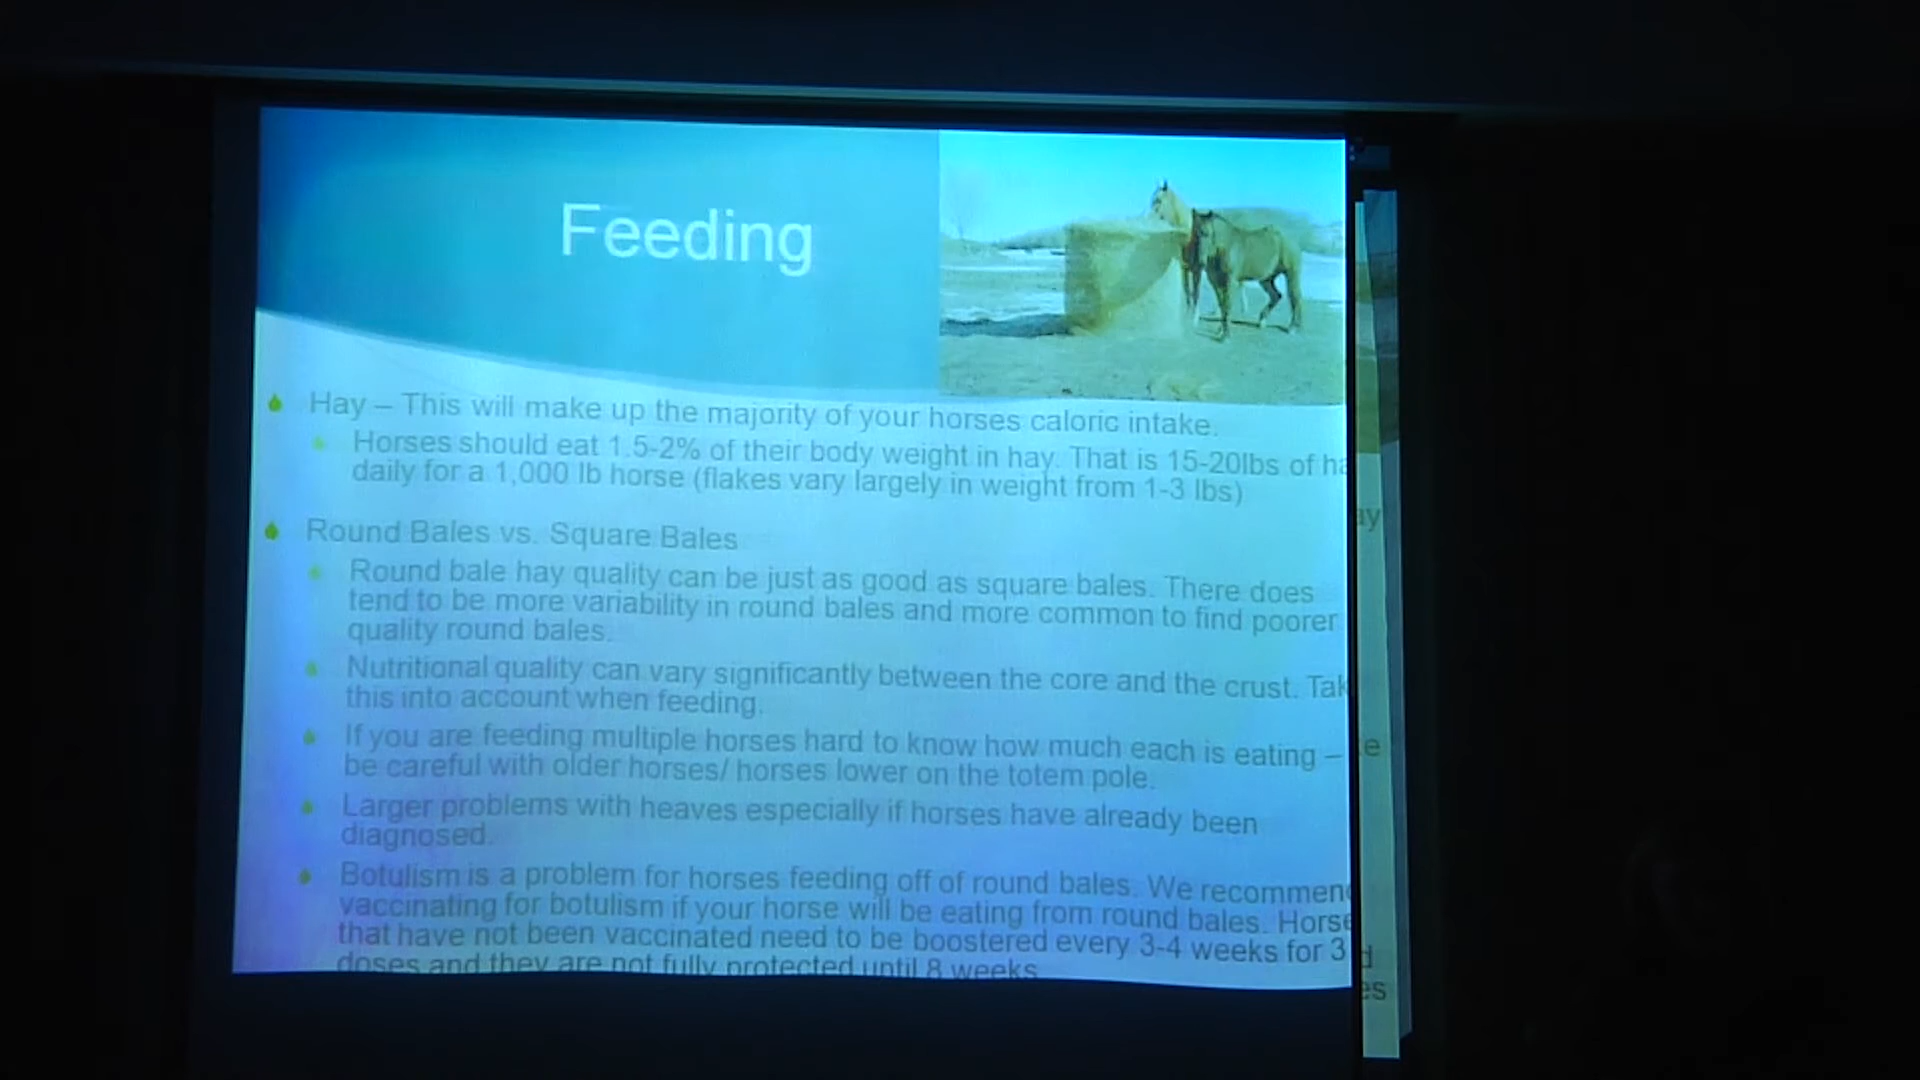 Feeding
Hay – This will make up the majority of your horses caloric intake.
Horses should eat 1.5-2% of their body weight in hay. That is 15-20lbs of hay
daily for a 1,000 lb horse (flakes vary largely in weight from 1-3 lbs)
Round Bales vs. Square Bales
Round bale hay quality can be just as good as square bales. There does
tend to be more variability in round bales and more common to find poorer
quality round bales.
Nutritional quality can vary significantly between the core and the crust. Take
this into account when feeding.
If you are feeding multiple horses hard to know how much each is eating –
be careful with older horses/ horses lower on the totem pole.
Larger problems with heaves especially if horses have already been
diagnosed.
Botulism is a problem for horses feeding off of round bales. We recommend
vaccinating for botulism if your horse will be eating from round bales. Horses
that have not been vaccinated need to be boostered every 3-4 weeks for 3
doses and they are not fully protected until 8 weeks